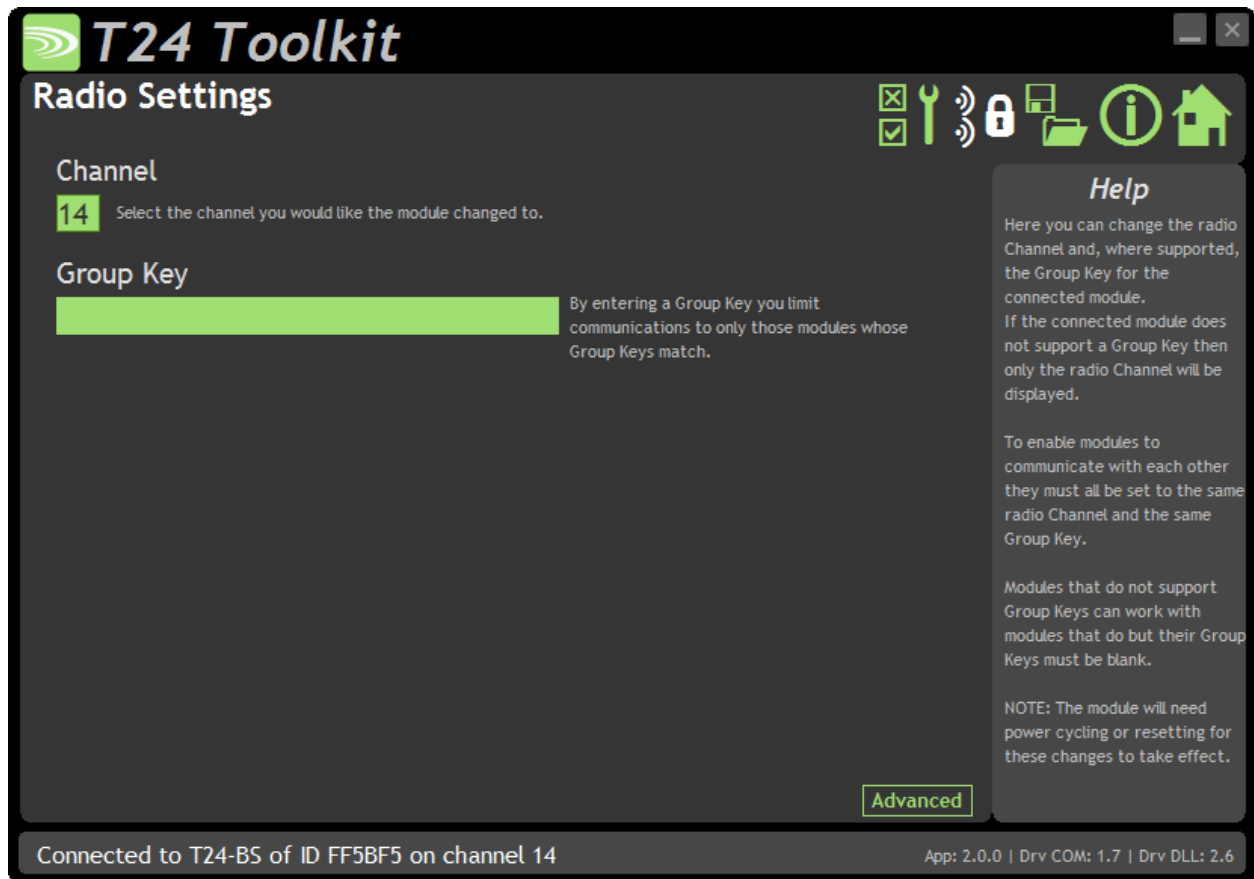 T24 Toolkit
Radio Settings
Channel
14
Select the channel you would like the module changed to.
Group Key
By entering a Group Key you limit
communications to only those modules whose
Group Keys match.
Advanced
Help
Here you can change the radio
Channel and, where supported,
the Group Key for the
connected module.
If the connected module does
not support a Group Key then
only the radio Channel will be
displayed.
To enable modules to
communicate with each other
they must all be set to the same
radio Channel and the same
Group Key.
Modules that do not support
Group Keys can work with
modules that do but their Group
Keys must be blank.
NOTE: The module will need
power cycling or resetting for
these changes to take effect.
Connected to T24-BS of ID FF5BF5 on channel 14
App: 2.0.0 | Drv COM: 1.7 | Drv DLL: 2.6